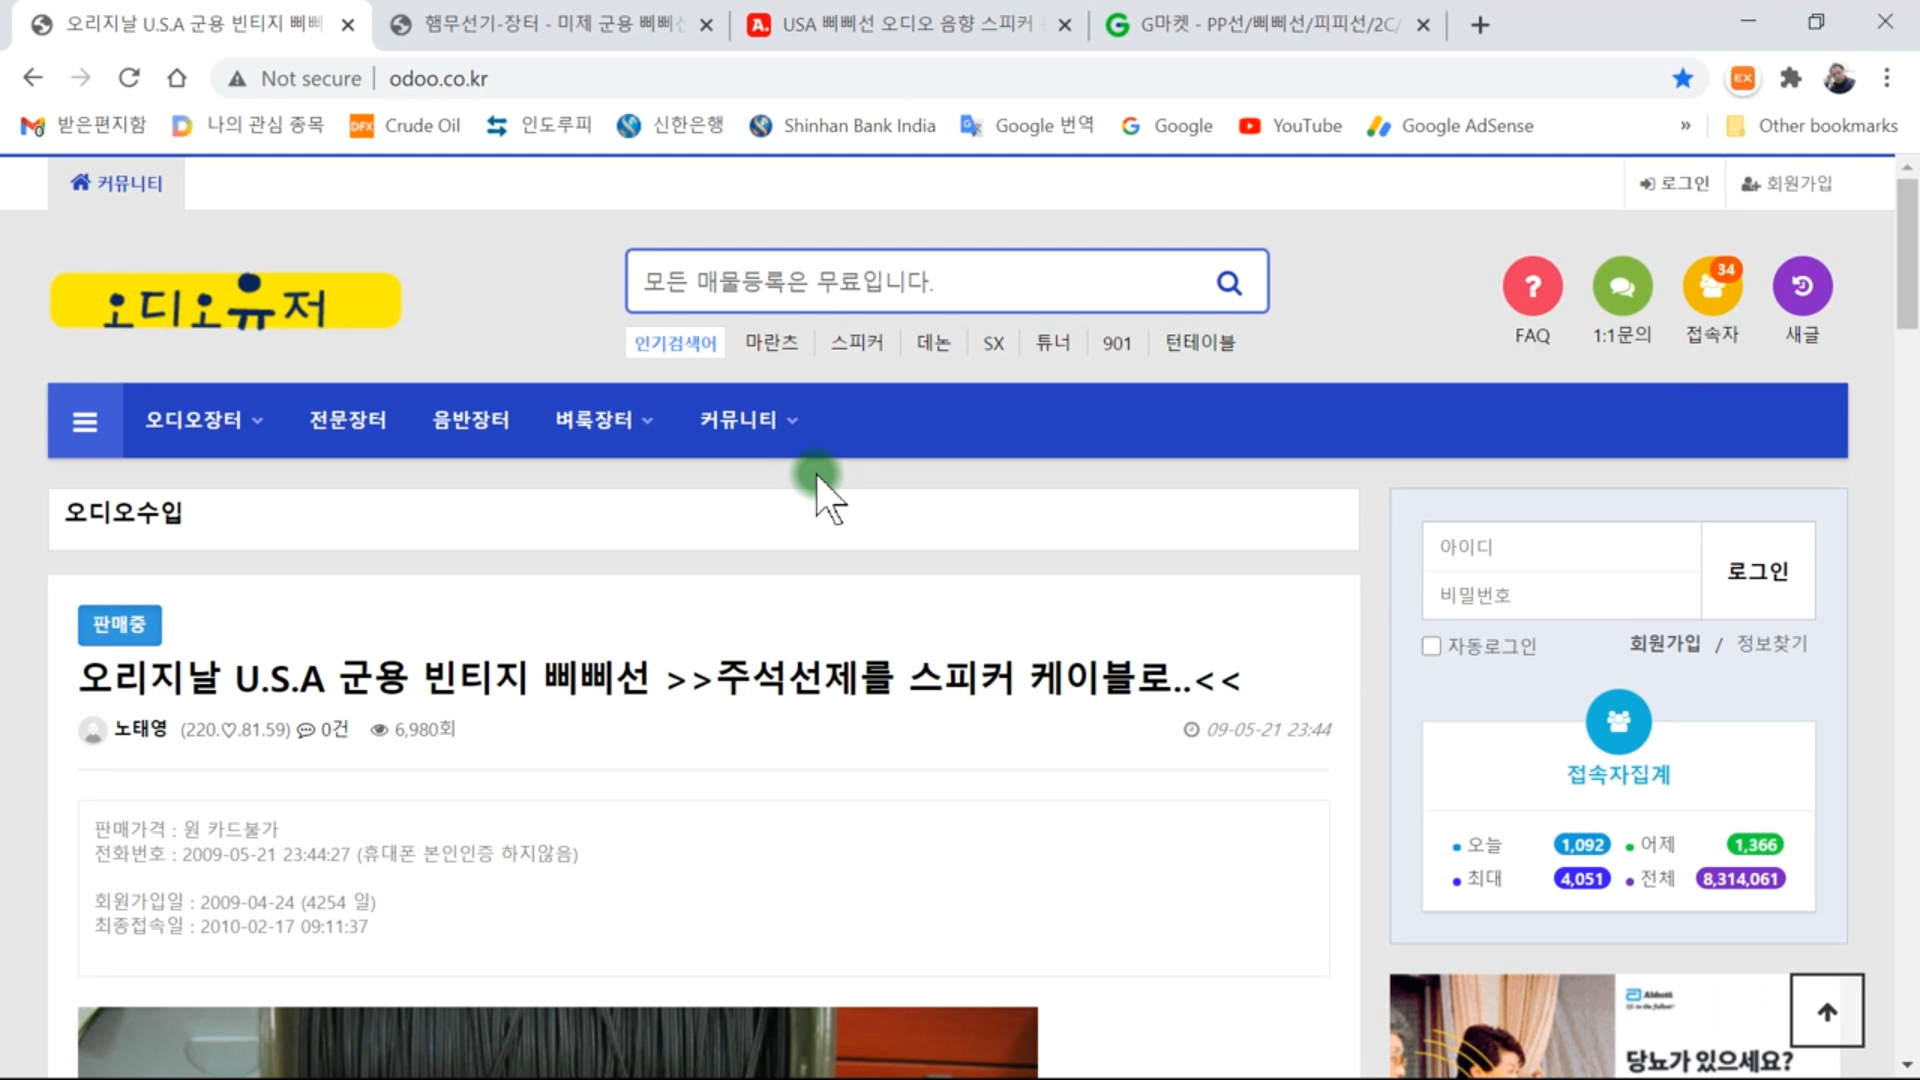 오리지날 U.S.A 군용 빈티지 삐삐
햄무선기-장터 - 미제 군용 삐삐선
USA 삐삐선 오디오 음향 스피커
G마켓 - PP선/삐삐선/피피선/2C/
Not secure
odoo.co.kr
받은편지함
나의 관심 종목
DFX
Crude Oil
인도루피
신한은행
Shinhan Bank India
Google 번역
Google
YouTube
Google AdSense
»
Other bookmarks
커뮤니티
로그인
회원가입
오디오유저
모든 매물등록은 무료입니다.
인기검색어 마란츠 스피커 데논 SX 튜너 901 턴테이블
34
FAQ
1:1문의
접속자
새글
오디오장터 전문장터 음반장터 벼룩장터 커뮤니티
오디오수입
판매중
오리지날 U.S.A 군용 빈티지 삐삐선 >>주석선제를 스피커 케이블로..<<
노태영 (220.♡.81.59) 0건 6,980회
09-05-21 23:44
판매가격 : 원 카드불가
전화번호 : 2009-05-21 23:44:27 (휴대폰 본인인증 하지않음)
회원가입일 : 2009-04-24 (4254 일)
최종접속일 : 2010-02-17 09:11:37
아이디
비밀번호
로그인
자동로그인
회원가입 / 정보찾기
접속자집계
오늘 1,092 어제 1,366
최대 4,051 전체 8,314,061
Abbott
당뇨가 있으세요?